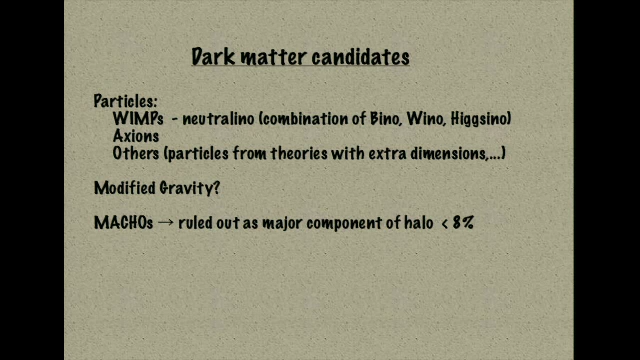 Dark matter candidates
Particles:
WIMPs - neutralino (combination of Bino, Wino, Higgsino)
Axions
Others (particles from theories with extra dimensions,...)
Modified Gravity?
MACHOs → ruled out as major component of halo < 8%